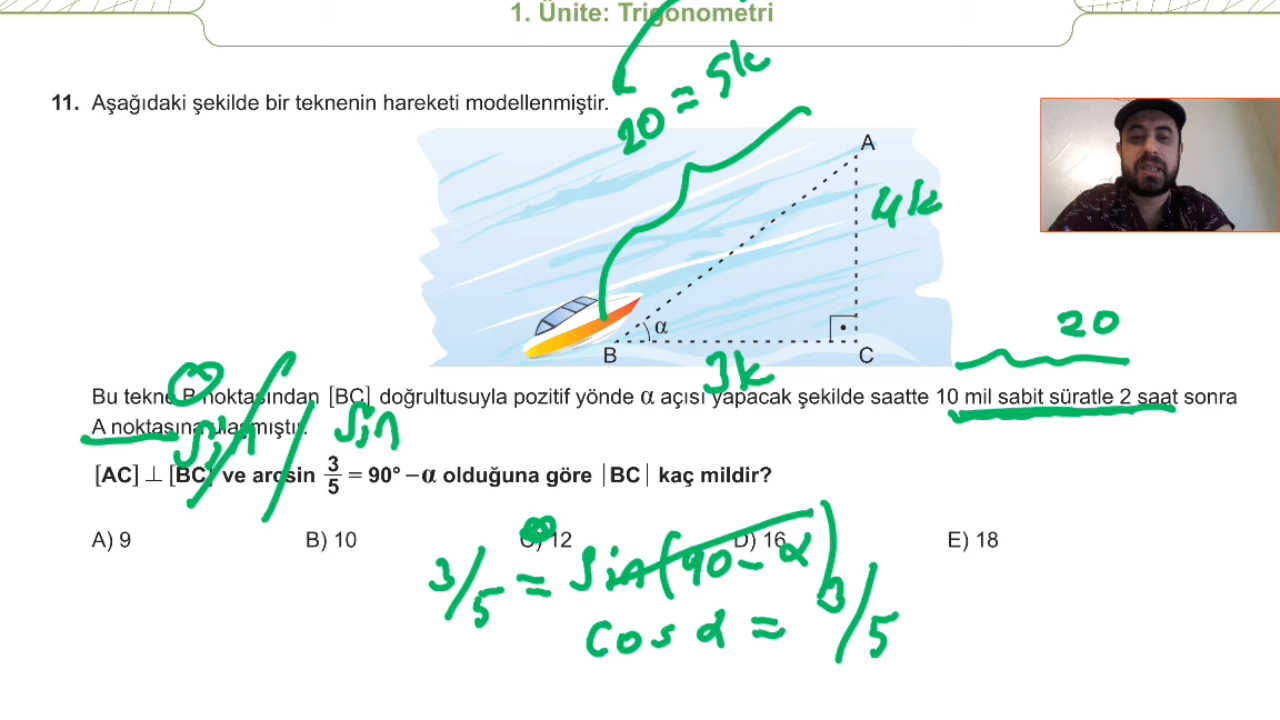 1. Ünite: Trigonometri
11. Aşağıdaki şekilde bir teknenin hareketi modellenmiştir.
20 = 5k
A
4k
α
B
C
3k
20
Bu tekne B noktasından [BC] doğrultusuyla pozitif yönde α açısı yapacak şekilde saatte 10 mil sabit süratle 2 saat sonra
A noktasına ulaşmıştır.
Sin Sin
[AC] ⊥ [BC] ve arcsin 3/5 = 90° − α olduğuna göre |BC| kaç mildir?
A) 9 B) 10 C) 12 D) 16 E) 18
3/5 = Sin(90 − α)
Cos α = 3/5